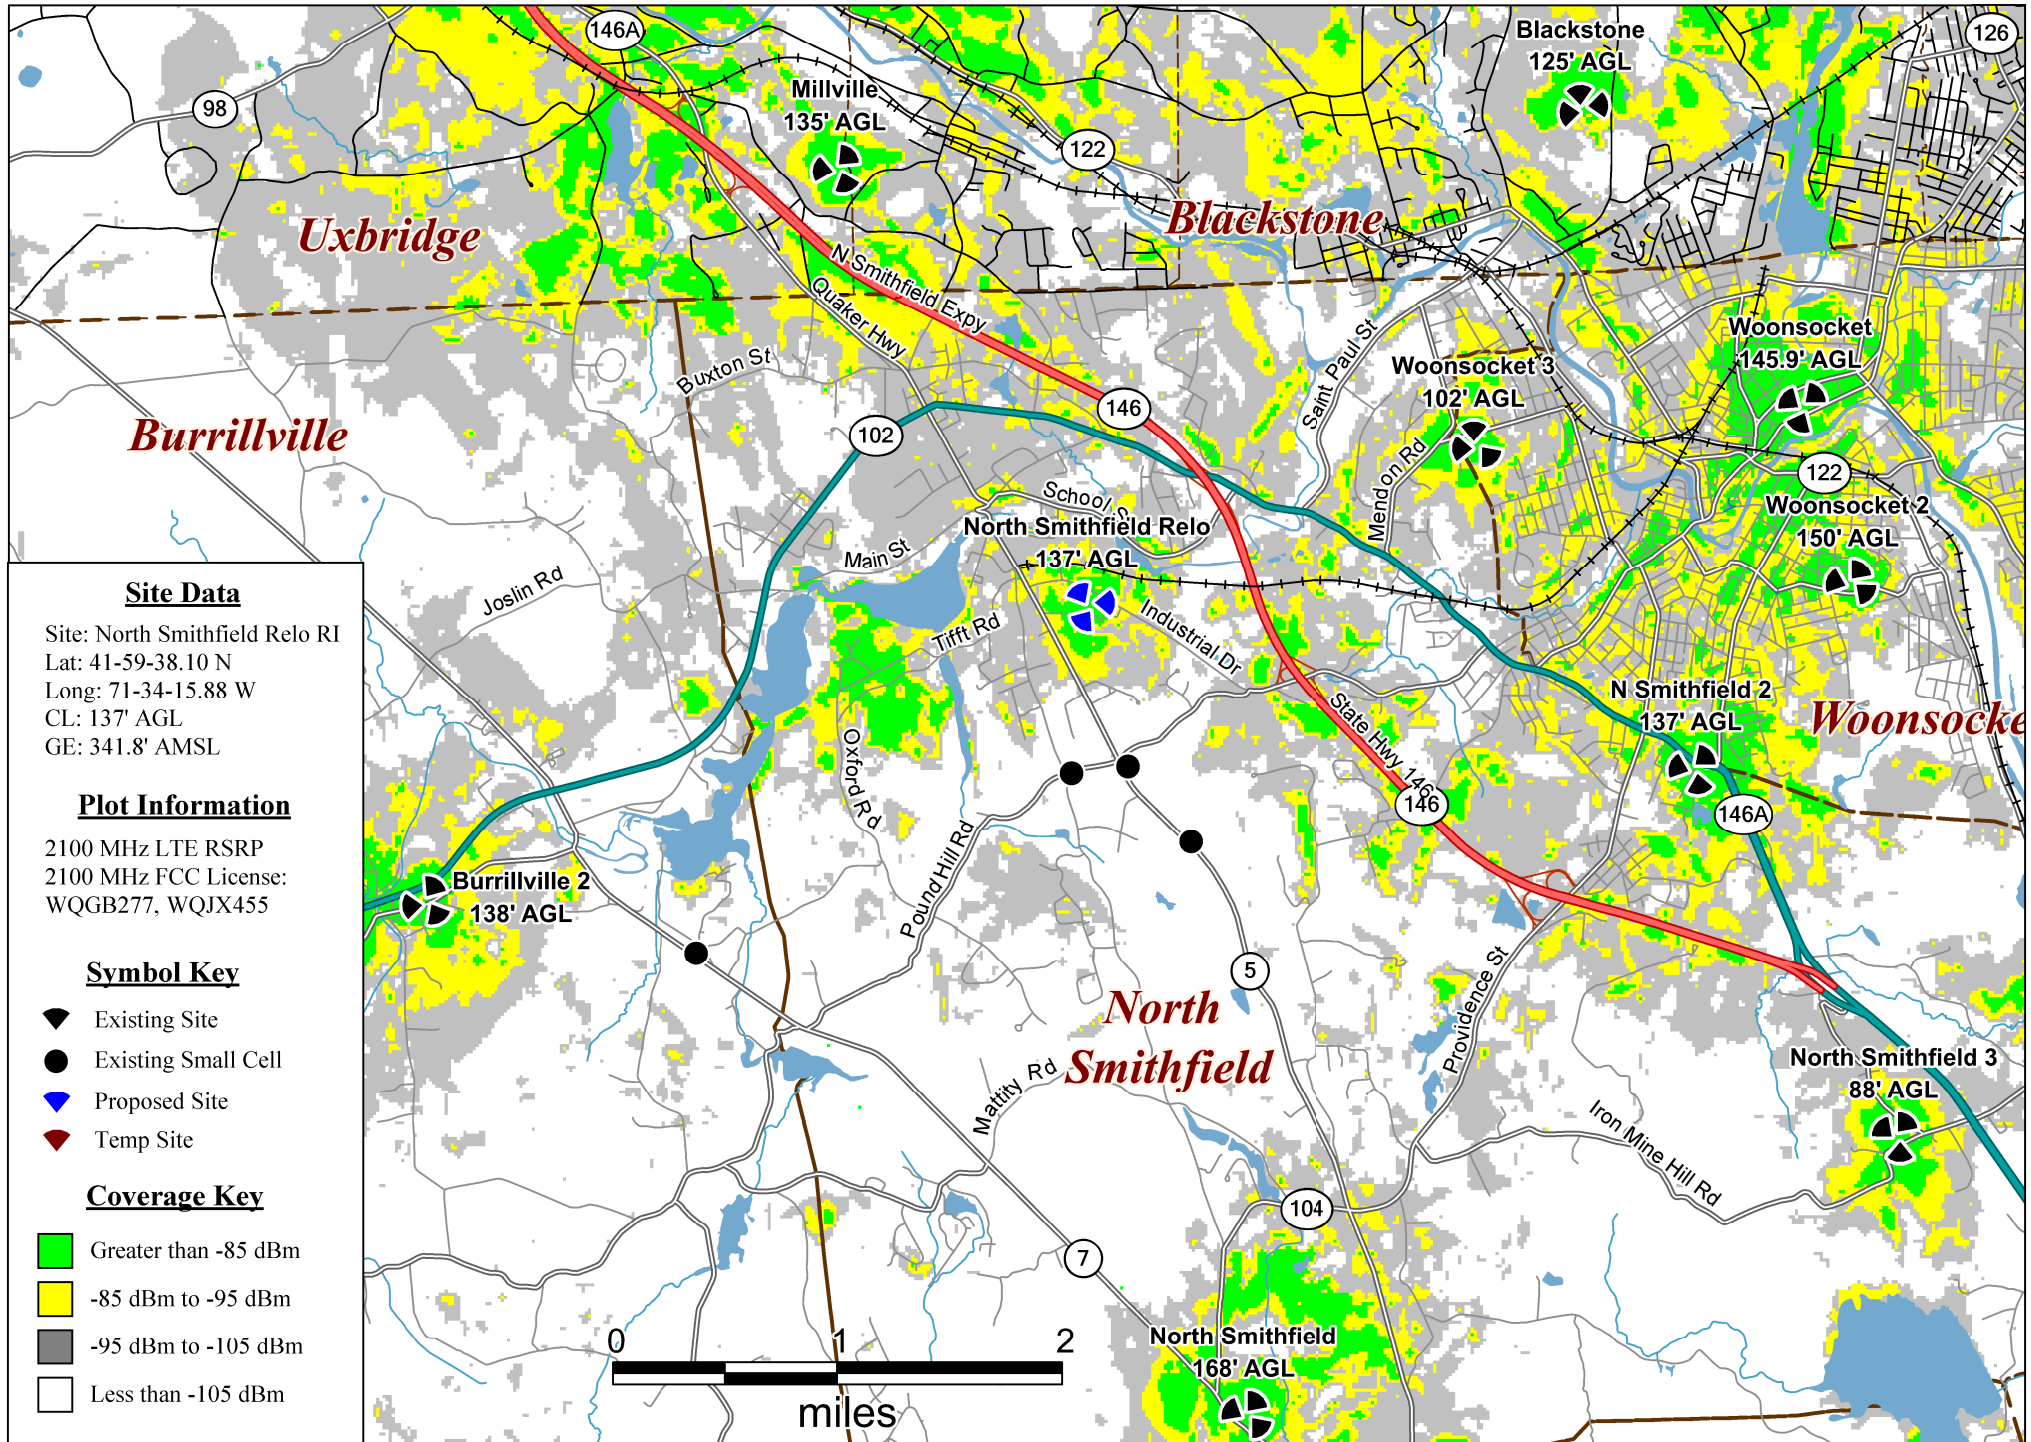 146A
Blackstone
125' AGL
126
98
Millville
135' AGL
122
Uxbridge
Blackstone
N Smithfield Expy
Quaker Hwy
Buxton St
Saint Paul St
Woonsocket
145.9' AGL
Woonsocket 3
102' AGL
146
102
Burrillville
Mendon Rd
122
School S
Woonsocket 2
150' AGL
North Smithfield Relo
137' AGL
Main St
Joslin Rd
Tifft Rd
Industrial Dr
N Smithfield 2
137' AGL
Woonsocke
State Hwy 146
146
146A
Oxford Rd
Pound Hill Rd
Burrillville 2
138' AGL
5
Providence St
North
Smithfield
Mattity Rd
North Smithfield 3
88' AGL
Iron Mine Hill Rd
104
7
North Smithfield
168' AGL
0 1 2
miles
Site Data
Site: North Smithfield Relo RI
Lat: 41-59-38.10 N
Long: 71-34-15.88 W
CL: 137' AGL
GE: 341.8' AMSL
Plot Information
2100 MHz LTE RSRP
2100 MHz FCC License:
WQGB277, WQJX455
Symbol Key
Existing Site
Existing Small Cell
Proposed Site
Temp Site
Coverage Key
Greater than -85 dBm
-85 dBm to -95 dBm
-95 dBm to -105 dBm
Less than -105 dBm